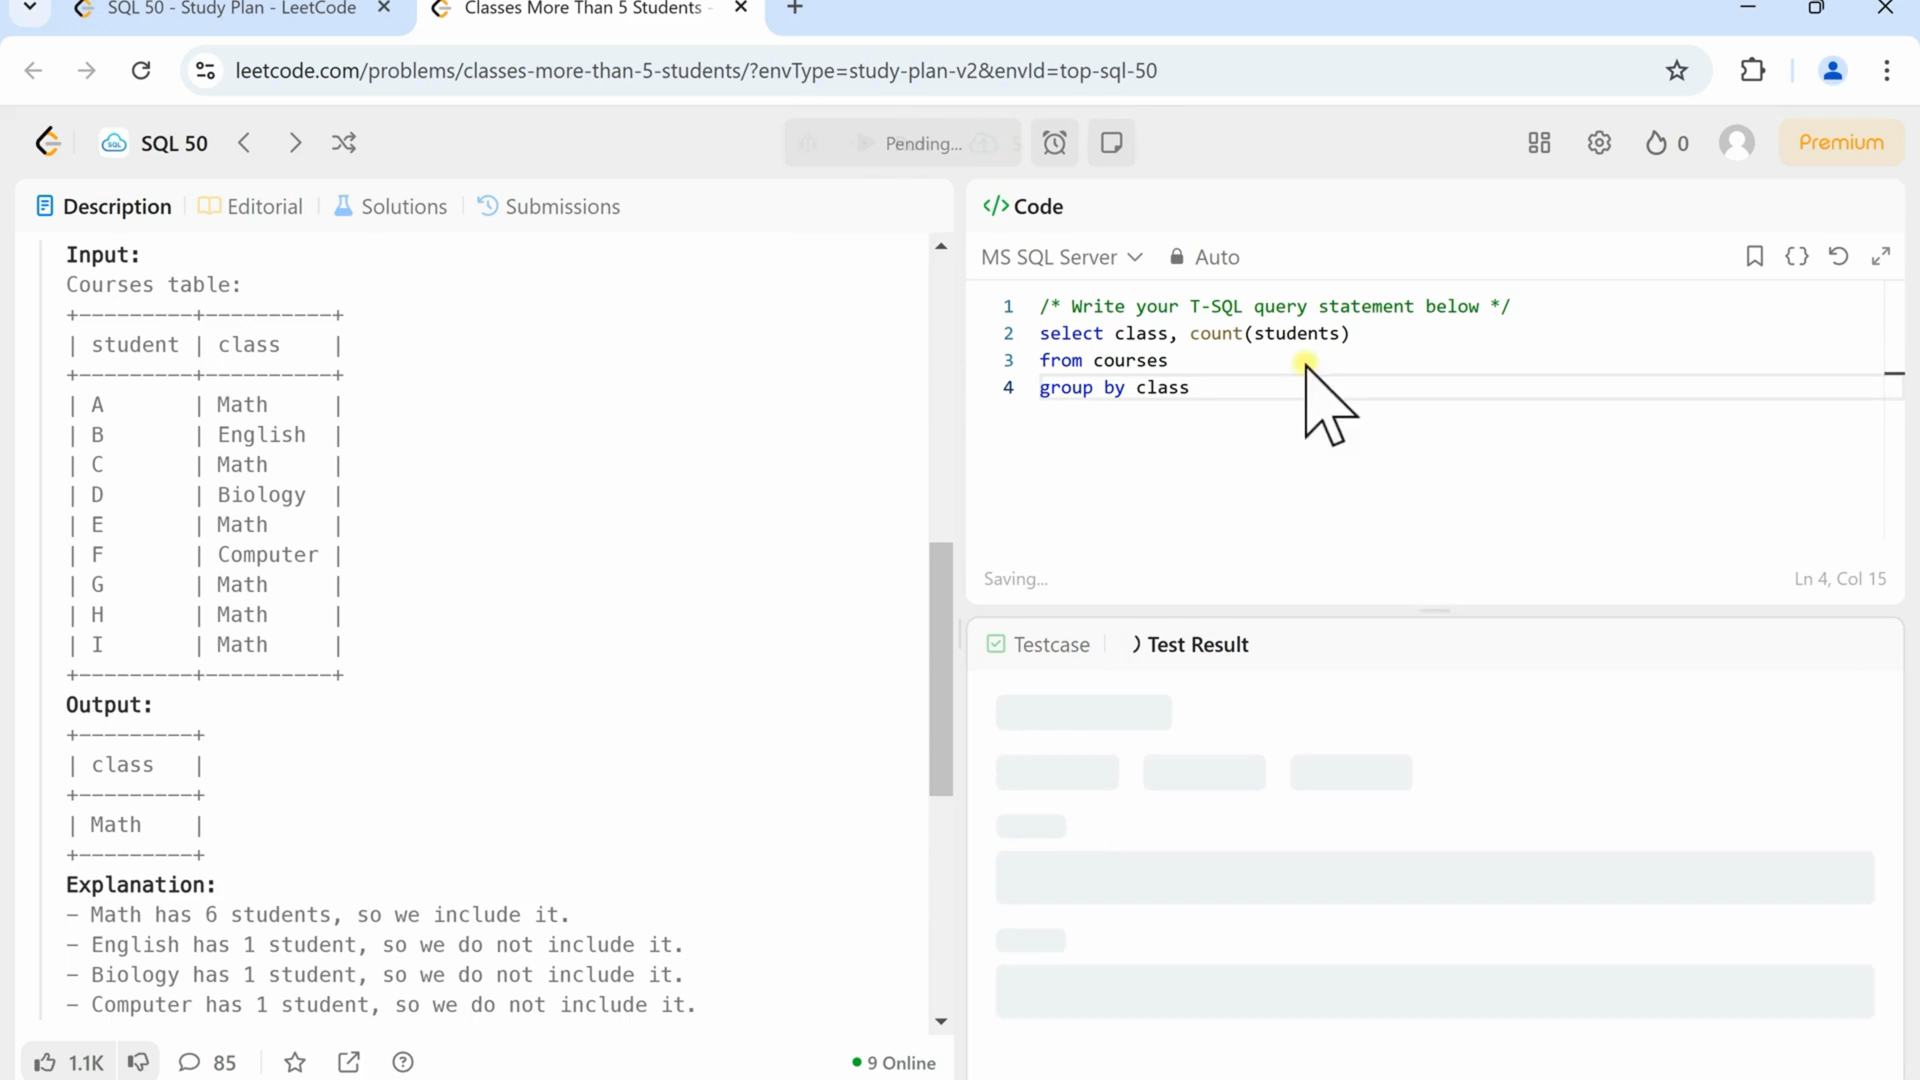 SQL 50 - Study Plan - LeetCode
Classes More Than 5 Students -
leetcode.com/problems/classes-more-than-5-students/?envType=study-plan-v2&envId=top-sql-50
SQL
SQL 50
Pending...
0
Premium
Description
Editorial
Solutions
Submissions
Input:
Courses table:
+---------+----------+
| student | class    |
+---------+----------+
| A       | Math     |
| B       | English  |
| C       | Math     |
| D       | Biology  |
| E       | Math     |
| F       | Computer |
| G       | Math     |
| H       | Math     |
| I       | Math     |
+---------+----------+
Output:
+---------+
| class   |
+---------+
| Math    |
+---------+
Explanation:
- Math has 6 students, so we include it.
- English has 1 student, so we do not include it.
- Biology has 1 student, so we do not include it.
- Computer has 1 student, so we do not include it.
1.1K
85
9 Online
</> Code
MS SQL Server
Auto
1 /* Write your T-SQL query statement below */
2 select class, count(students)
3 from courses
4 group by class
Saving...
Ln 4, Col 15
Testcase
Test Result